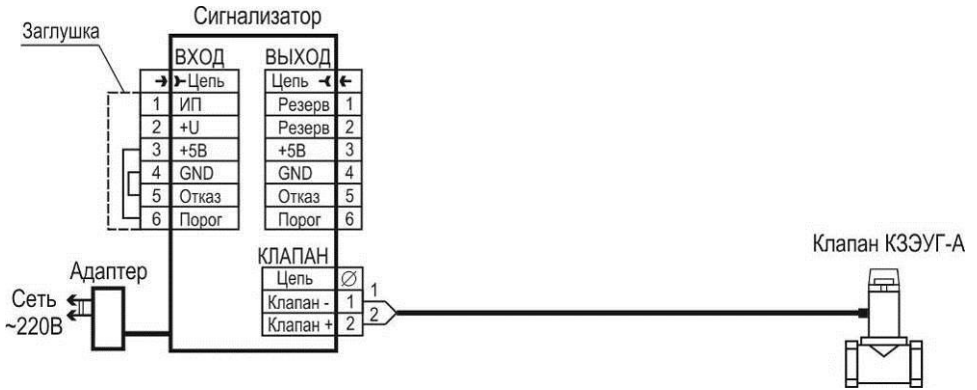 Сигнализатор
Заглушка
ВХОД
Цепь
1 ИП
2 +U
3 +5В
4 GND
5 Отказ
6 Порог
ВЫХОД
Цепь
Резерв 1
Резерв 2
+5В 3
GND 4
Отказ 5
Порог 6
КЛАПАН
Цепь
Клапан - 1
Клапан + 2
1
2
Адаптер
Сеть
~220В
Клапан КЗЭУГ-А